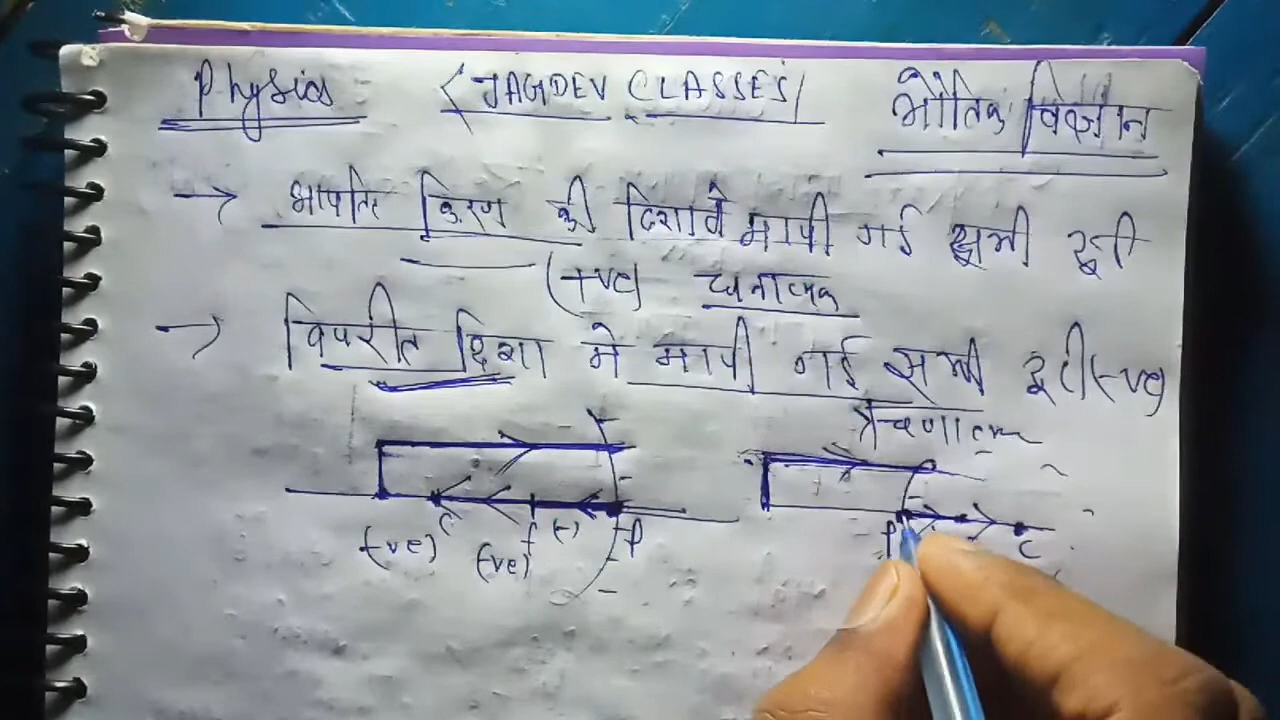 Physics <JAGDEV CLASSES/ भौतिक विज्ञान
→ आपतित किरण की दिशा मे मापी गई सभी दूरी
(+ve) धनात्मक
→ विपरीत दिशा मे मापी गई सभी दूरी (-ve)
ऋणात्मक
C f (-) P P C
(-ve) (-ve)